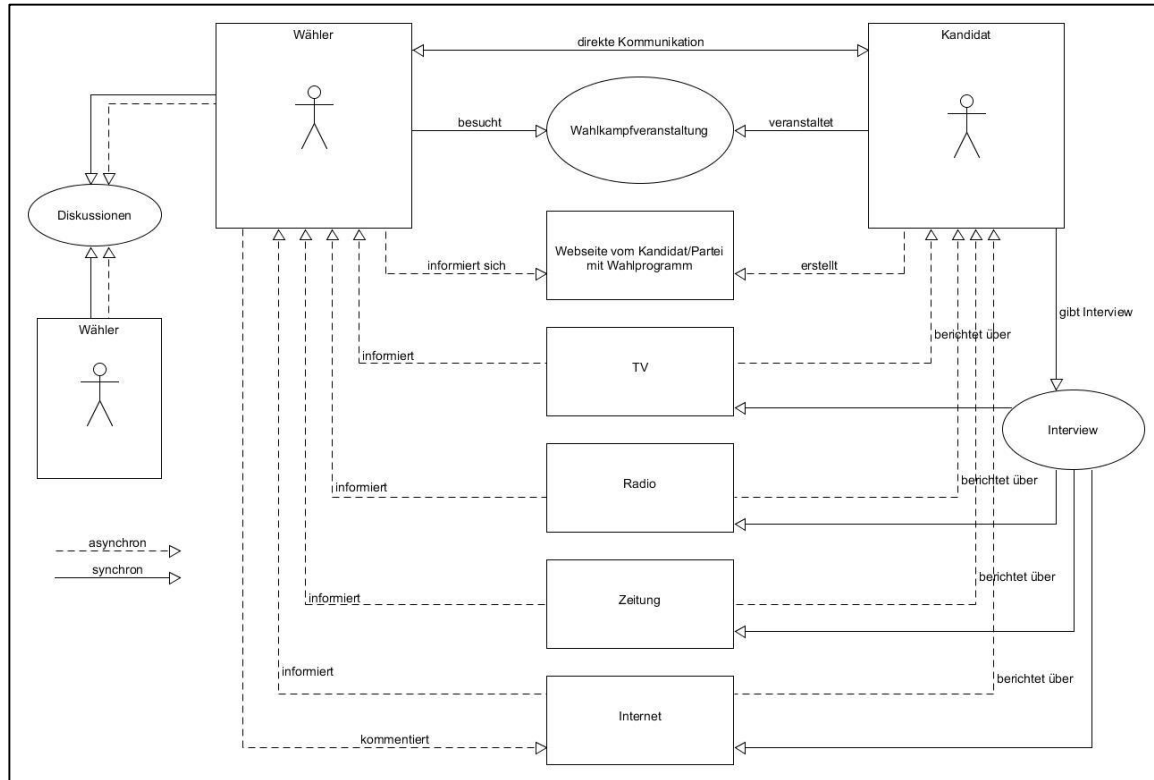 Wähler
direkte Kommunikation
Kandidat
besucht
Wahlkampfveranstaltung
veranstaltet
Diskussionen
informiert sich
Webseite vom Kandidat/Partei
mit Wahlprogramm
erstellt
gibt Interview
Wähler
informiert
TV
berichtet über
Interview
informiert
Radio
berichtet über
asynchron
synchron
informiert
Zeitung
berichtet über
informiert
Internet
berichtet über
kommentiert